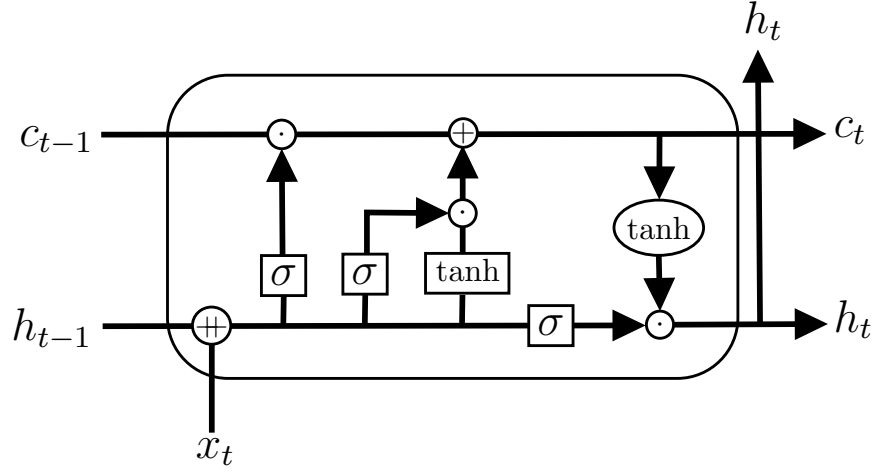 h_t
c_{t-1} · + c_t
·
tanh
σ σ tanh
h_{t-1} ++ σ · h_t
x_t